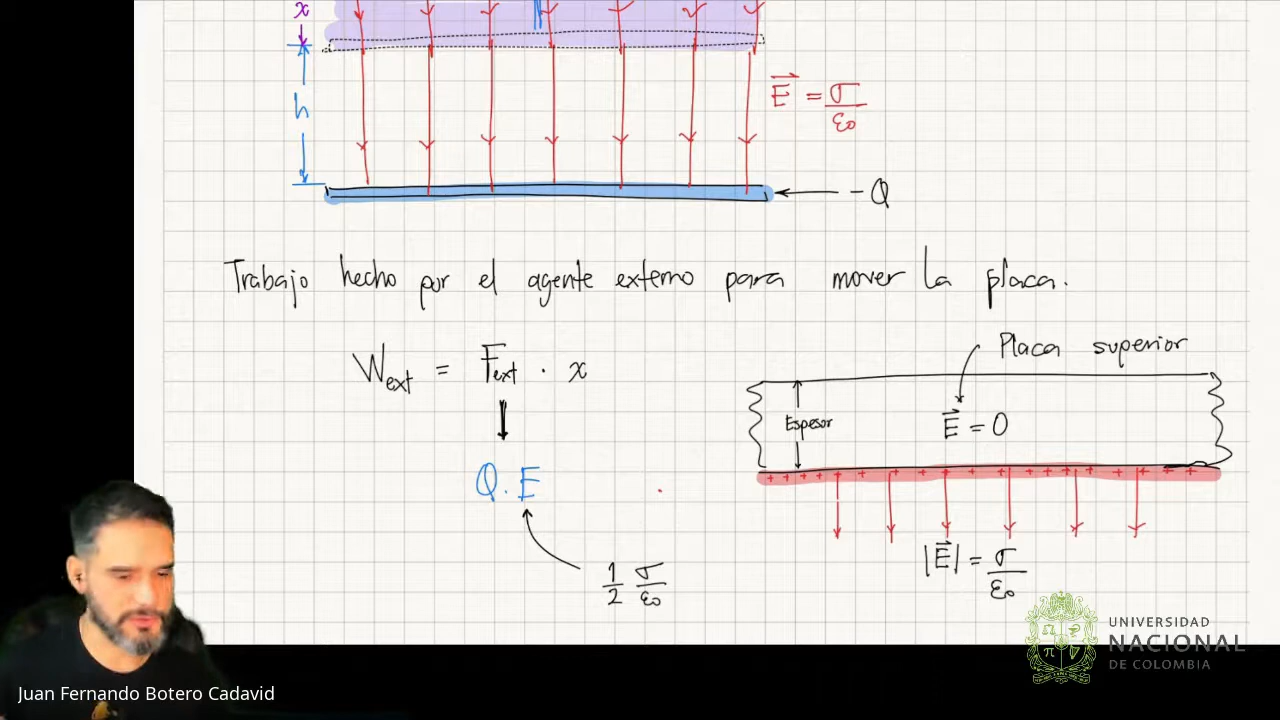 x
h
E = σ/ε₀
- Q
Trabajo hecho por el agente externo para mover la placa.
Placa superior
W_ext = F_ext · x
Espesor
E = 0
Q . E
+ + + + + + + + + + + + + + + + +
|E| = σ/ε₀
1/2 σ/ε₀
UNIVERSIDAD
NACIONAL
DE COLOMBIA
Juan Fernando Botero Cadavid